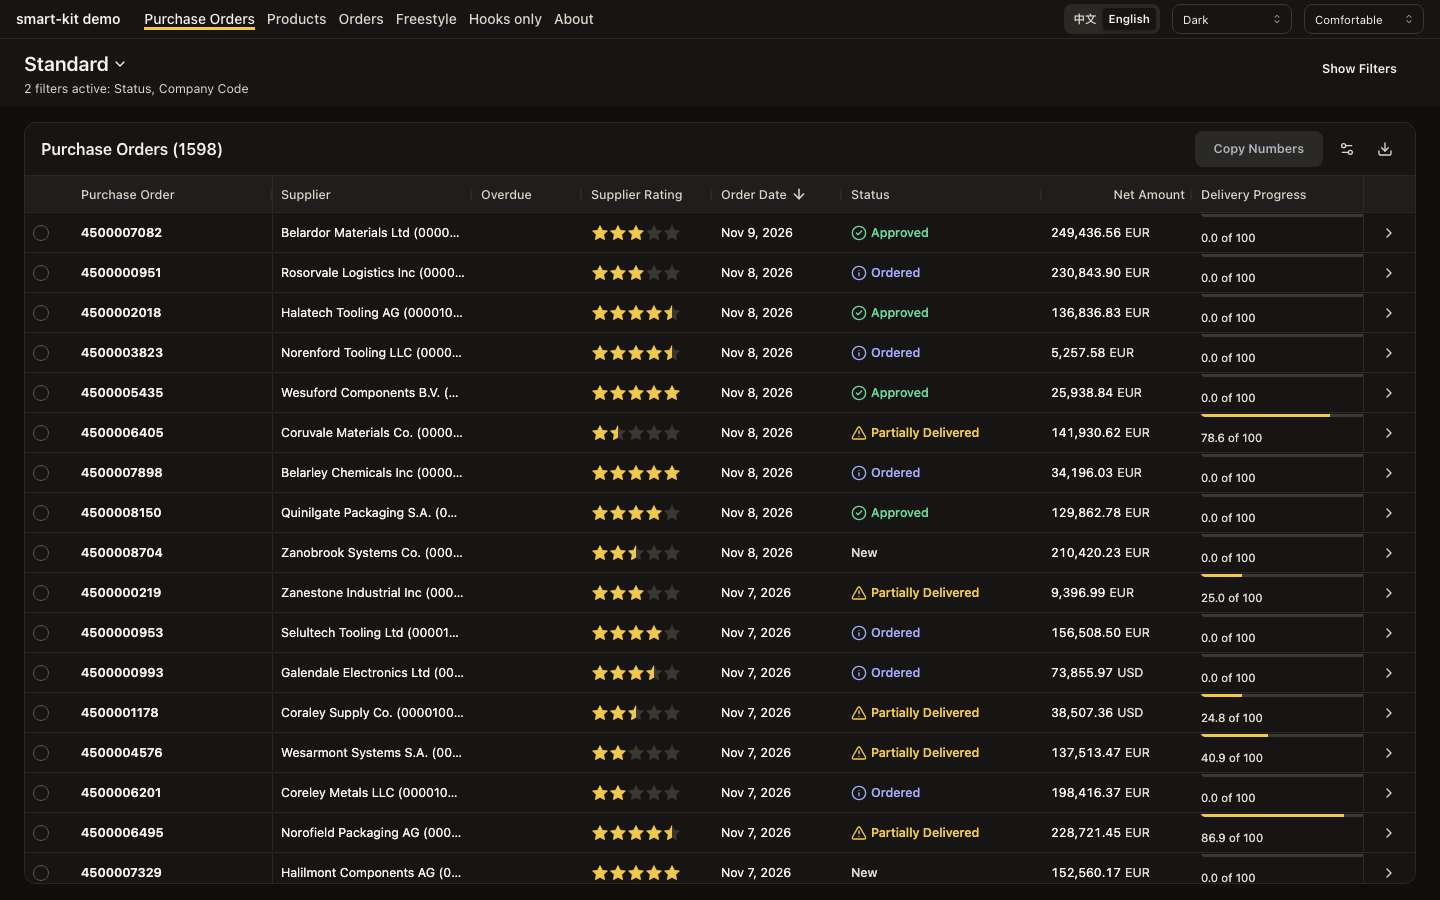 smart-kit demo Purchase Orders Products Orders Freestyle Hooks only About 中文 English Dark Comfortable
Standard
2 filters active: Status, Company Code
Show Filters
Purchase Orders (1598) Copy Numbers
Purchase Order Supplier Overdue Supplier Rating Order Date Status Net Amount Delivery Progress
4500007082 Belardor Materials Ltd (0000... Nov 9, 2026 Approved 249,436.56 EUR 0.0 of 100
4500000951 Rosorvale Logistics Inc (0000... Nov 8, 2026 Ordered 230,843.90 EUR 0.0 of 100
4500002018 Halatech Tooling AG (000010... Nov 8, 2026 Approved 136,836.83 EUR 0.0 of 100
4500003823 Norenford Tooling LLC (0000... Nov 8, 2026 Ordered 5,257.58 EUR 0.0 of 100
4500005435 Wesuford Components B.V. (... Nov 8, 2026 Approved 25,938.84 EUR 0.0 of 100
4500006405 Coruvale Materials Co. (0000... Nov 8, 2026 Partially Delivered 141,930.62 EUR 78.6 of 100
4500007898 Belarley Chemicals Inc (0000... Nov 8, 2026 Ordered 34,196.03 EUR 0.0 of 100
4500008150 Quinilgate Packaging S.A. (0... Nov 8, 2026 Approved 129,862.78 EUR 0.0 of 100
4500008704 Zanobrook Systems Co. (000... Nov 8, 2026 New 210,420.23 EUR 0.0 of 100
4500000219 Zanestone Industrial Inc (000... Nov 7, 2026 Partially Delivered 9,396.99 EUR 25.0 of 100
4500000953 Selultech Tooling Ltd (00001... Nov 7, 2026 Ordered 156,508.50 EUR 0.0 of 100
4500000993 Galendale Electronics Ltd (00... Nov 7, 2026 Ordered 73,855.97 USD 0.0 of 100
4500001178 Coraley Supply Co. (0000100... Nov 7, 2026 Partially Delivered 38,507.36 USD 24.8 of 100
4500004576 Wesarmont Systems S.A. (00... Nov 7, 2026 Partially Delivered 137,513.47 EUR 40.9 of 100
4500006201 Coreley Metals LLC (000010... Nov 7, 2026 Ordered 198,416.37 EUR 0.0 of 100
4500006495 Norofield Packaging AG (000... Nov 7, 2026 Partially Delivered 228,721.45 EUR 86.9 of 100
4500007329 Halilmont Components AG (0... Nov 7, 2026 New 152,560.17 EUR 0.0 of 100